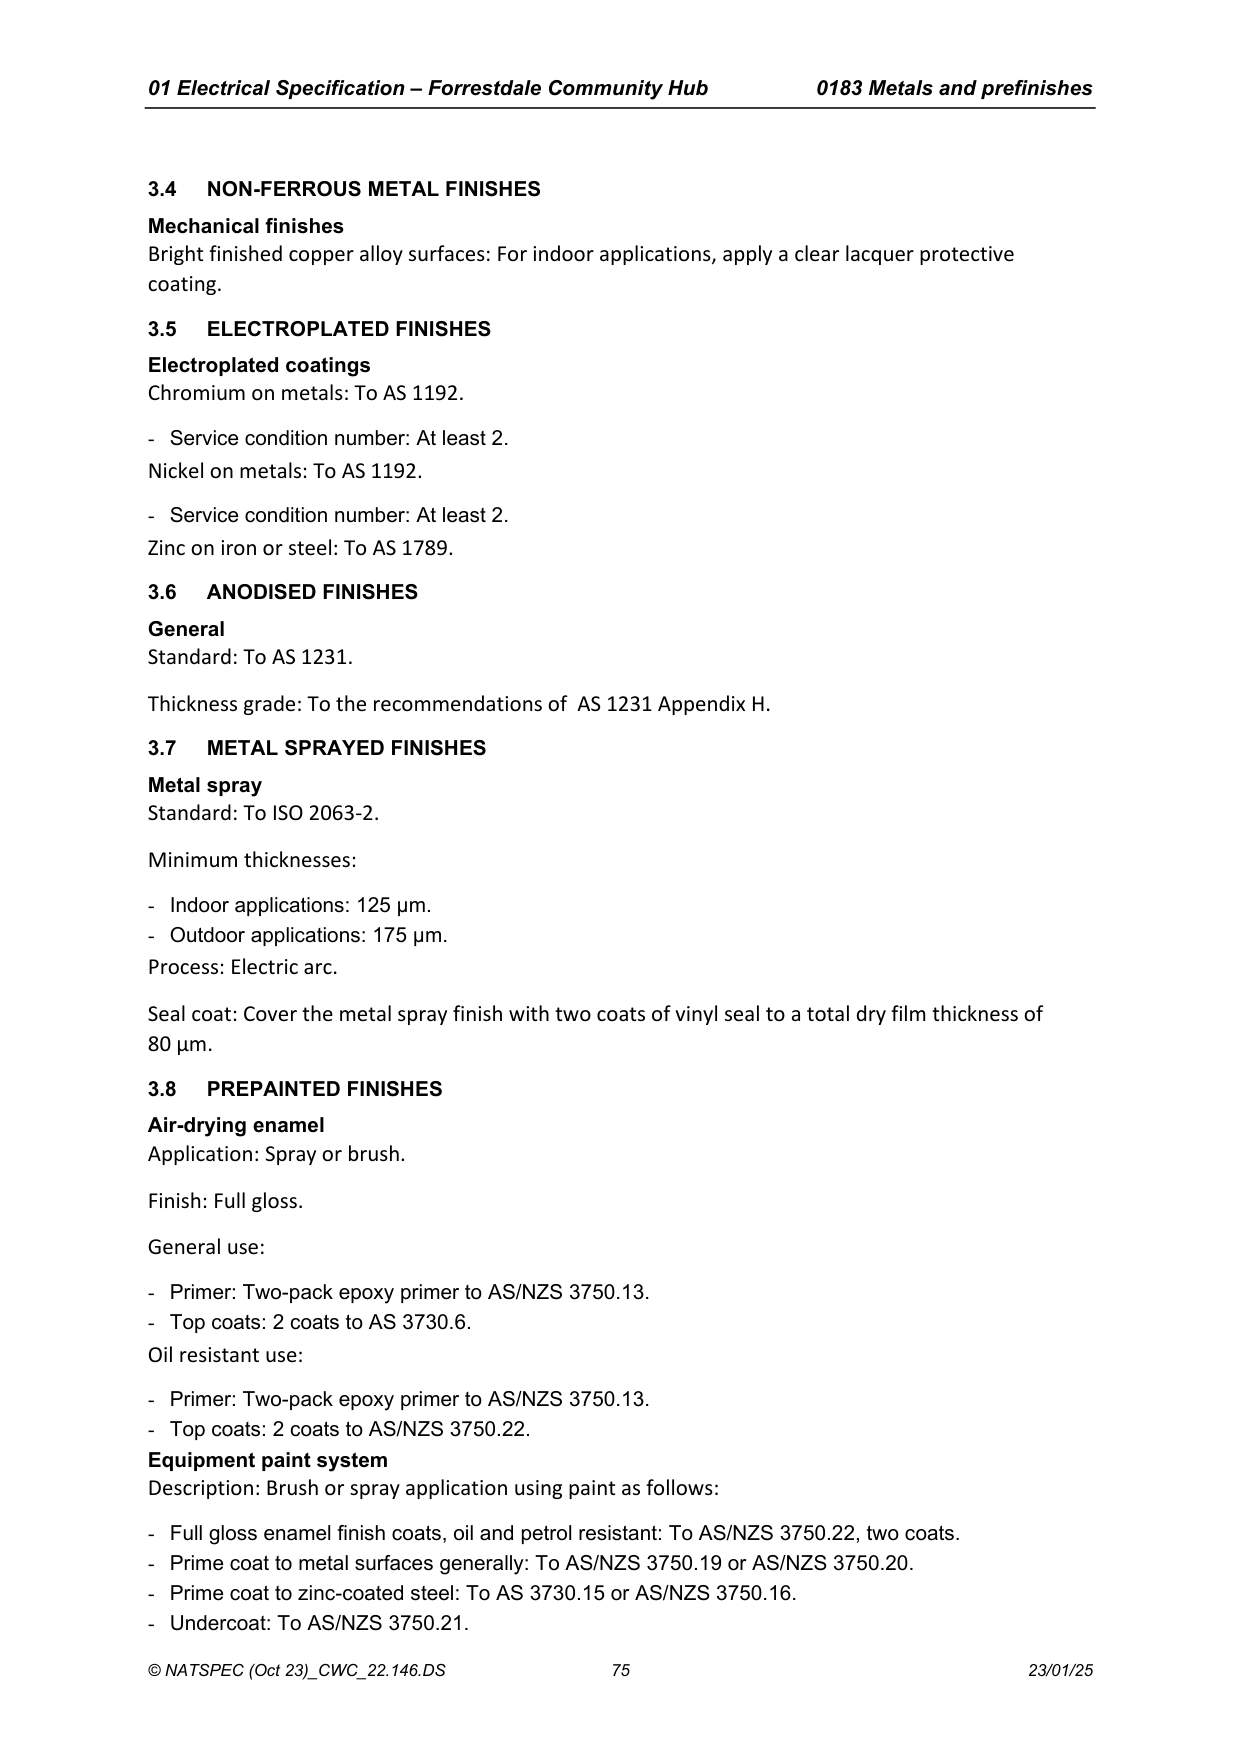 01 Electrical Specification – Forrestdale Community Hub 0183 Metals and prefinishes
3.4 NON-FERROUS METAL FINISHES
Mechanical finishes
Bright finished copper alloy surfaces: For indoor applications, apply a clear lacquer protective
coating.
3.5 ELECTROPLATED FINISHES
Electroplated coatings
Chromium on metals: To AS 1192.
- Service condition number: At least 2.
Nickel on metals: To AS 1192.
- Service condition number: At least 2.
Zinc on iron or steel: To AS 1789.
3.6 ANODISED FINISHES
General
Standard: To AS 1231.
Thickness grade: To the recommendations of  AS 1231 Appendix H.
3.7 METAL SPRAYED FINISHES
Metal spray
Standard: To ISO 2063-2.
Minimum thicknesses:
- Indoor applications: 125 µm.
- Outdoor applications: 175 µm.
Process: Electric arc.
Seal coat: Cover the metal spray finish with two coats of vinyl seal to a total dry film thickness of
80 µm.
3.8 PREPAINTED FINISHES
Air-drying enamel
Application: Spray or brush.
Finish: Full gloss.
General use:
- Primer: Two-pack epoxy primer to AS/NZS 3750.13.
- Top coats: 2 coats to AS 3730.6.
Oil resistant use:
- Primer: Two-pack epoxy primer to AS/NZS 3750.13.
- Top coats: 2 coats to AS/NZS 3750.22.
Equipment paint system
Description: Brush or spray application using paint as follows:
- Full gloss enamel finish coats, oil and petrol resistant: To AS/NZS 3750.22, two coats.
- Prime coat to metal surfaces generally: To AS/NZS 3750.19 or AS/NZS 3750.20.
- Prime coat to zinc-coated steel: To AS 3730.15 or AS/NZS 3750.16.
- Undercoat: To AS/NZS 3750.21.
© NATSPEC (Oct 23)_CWC_22.146.DS 75 23/01/25